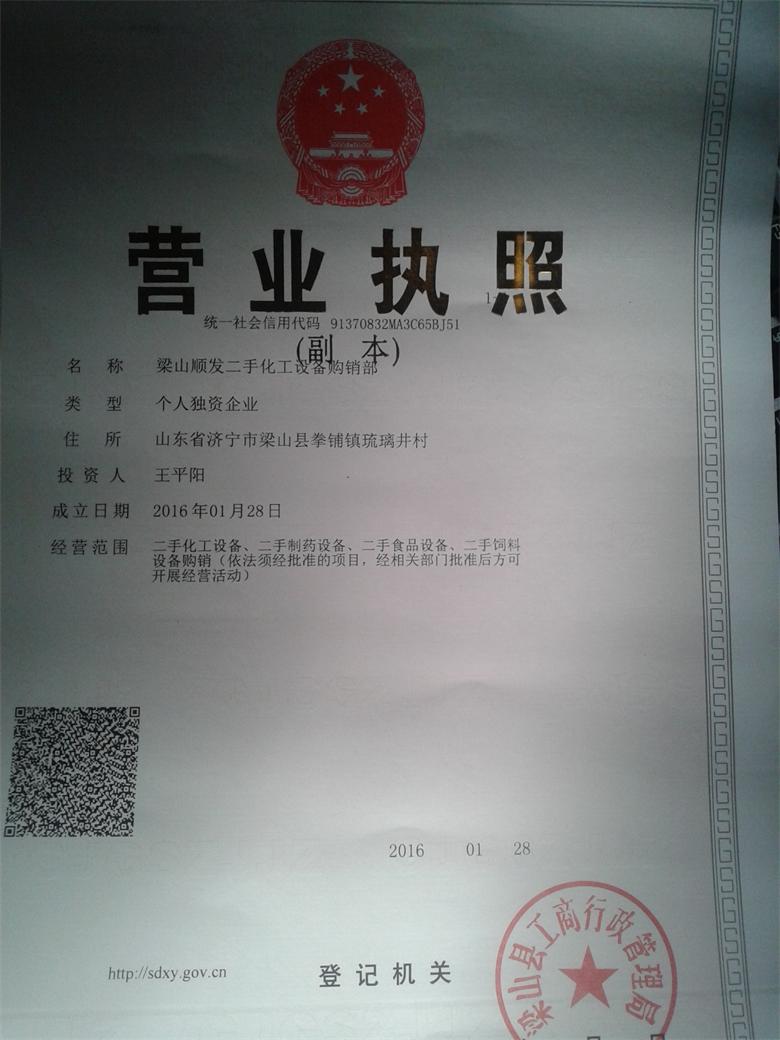 营业执照
1
统一社会信用代码 91370832MA3C65BJ51
(副 本)
名 称 梁山顺发二手化工设备购销部
类 型 个人独资企业
住 所 山东省济宁市梁山县拳铺镇琉璃井村
投资人 王平阳
成立日期 2016年01月28日
经营范围 二手化工设备、二手制药设备、二手食品设备、二手饲料
设备购销（依法须经批准的项目，经相关部门批准后方可
开展经营活动）
2016 01 28
http://sdxy.gov.cn
登记机关
梁山县工商行政管理局